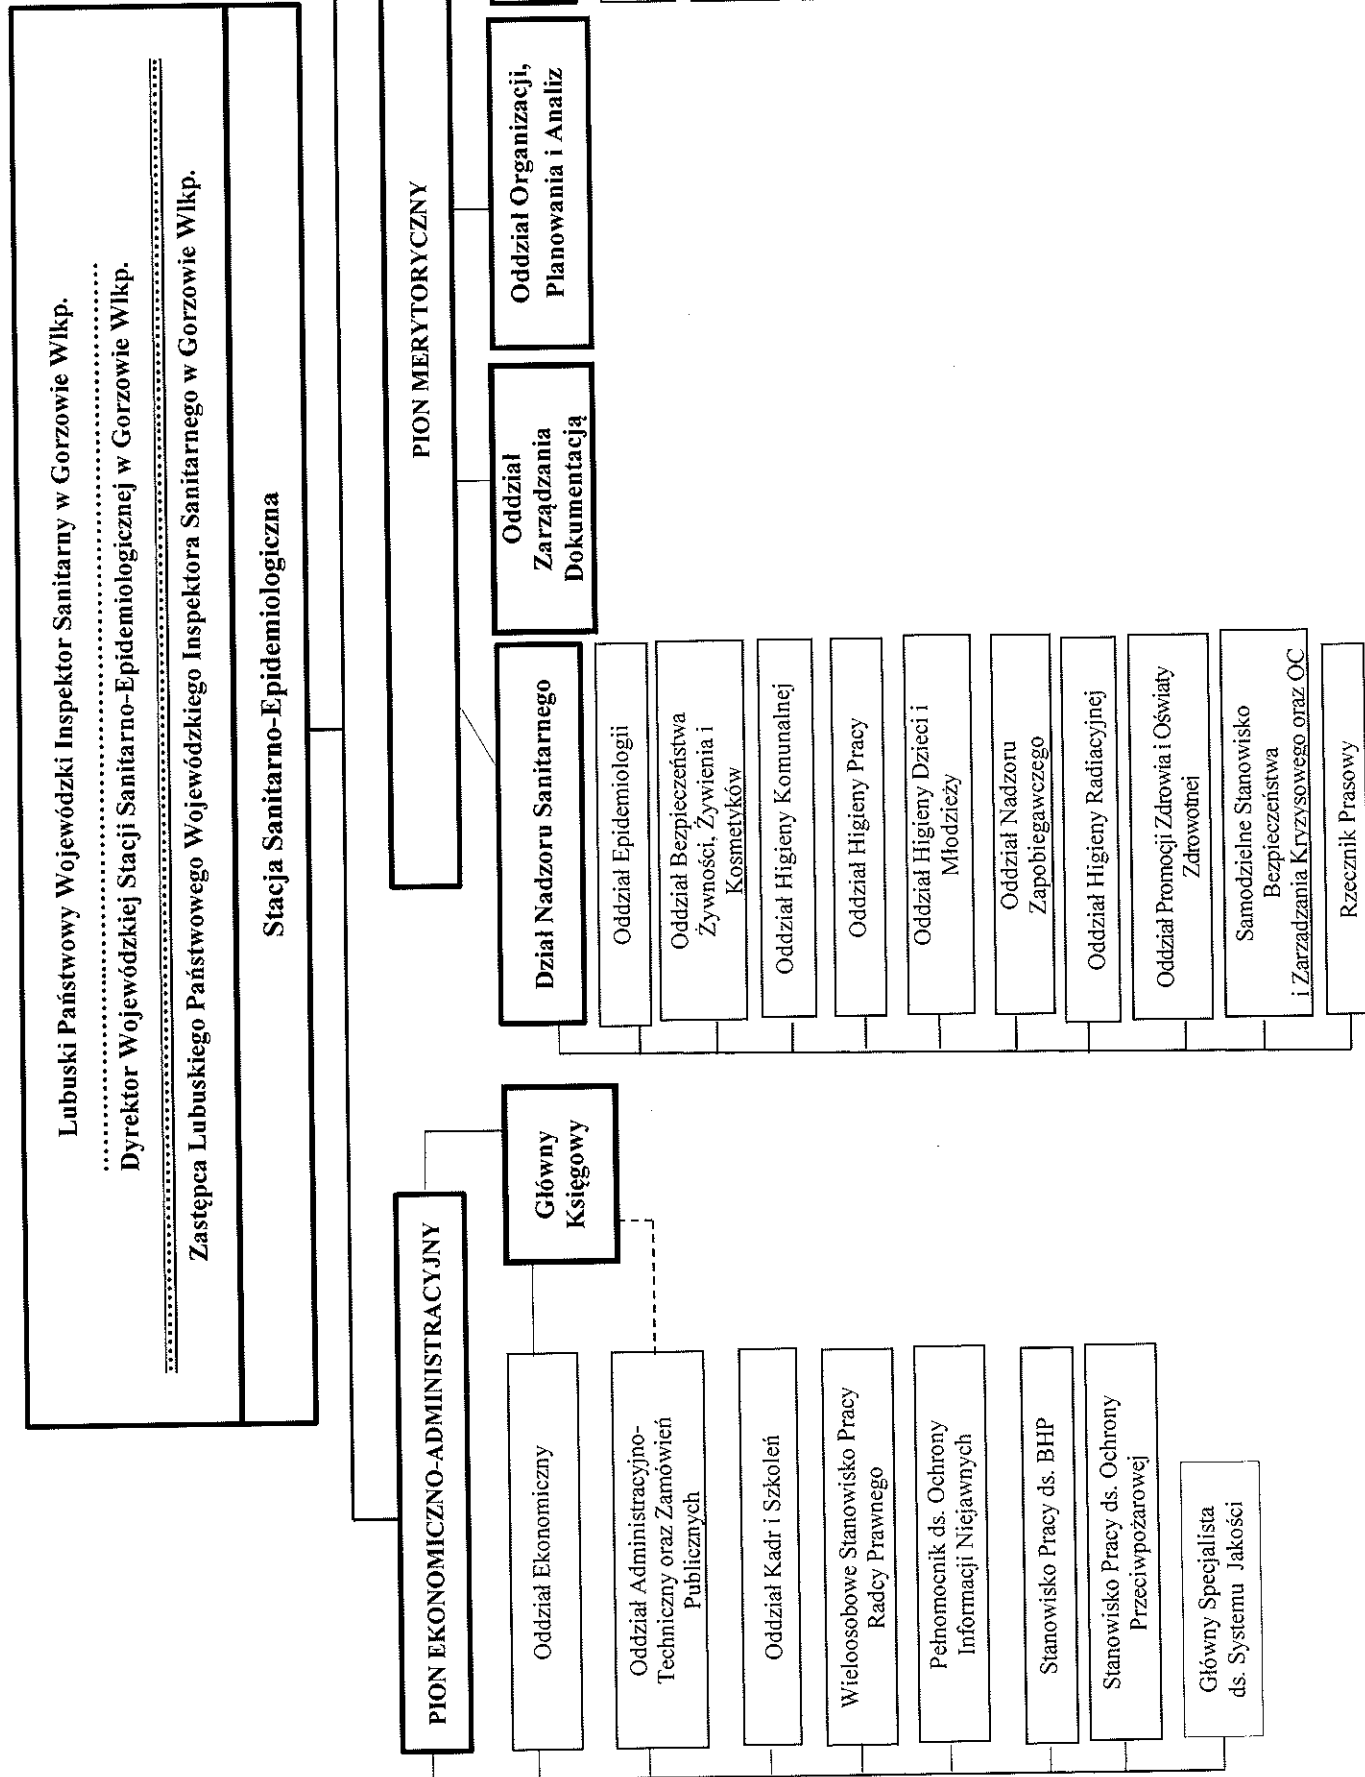 Lubuski Państwowy Wojewódzki Inspektor Sanitarny w Gorzowie Wlkp.
Dyrektor Wojewódzkiej Stacji Sanitarno-Epidemiologicznej w Gorzowie Wlkp.
Zastępca Lubuskiego Państwowego Wojewódzkiego Inspektora Sanitarnego w Gorzowie Wlkp.
Stacja Sanitarno-Epidemiologiczna
PION EKONOMICZNO-ADMINISTRACYJNY
Główny
Księgowy
Oddział Ekonomiczny
Oddział Administracyjno-
Techniczny oraz Zamówień
Publicznych
Oddział Kadr i Szkoleń
Wieloosobowe Stanowisko Pracy
Radcy Prawnego
Pełnomocnik ds. Ochrony
Informacji Niejawnych
Stanowisko Pracy ds. BHP
Stanowisko Pracy ds. Ochrony
Przeciwpożarowej
Główny Specjalista
ds. Systemu Jakości
PION MERYTORYCZNY
Dział Nadzoru Sanitarnego
Oddział Epidemiologii
Oddział Bezpieczeństwa
Żywności, Żywienia i
Kosmetyków
Oddział Higieny Komunalnej
Oddział Higieny Pracy
Oddział Higieny Dzieci i
Młodzieży
Oddział Nadzoru
Zapobiegawczego
Oddział Higieny Radiacyjnej
Oddział Promocji Zdrowia i Oświaty
Zdrowotnej
Samodzielne Stanowisko
Bezpieczeństwa
i Zarządzania Kryzysowego oraz OC
Rzecznik Prasowy
Oddział
Zarządzania
Dokumentacją
Oddział Organizacji,
Planowania i Analiz